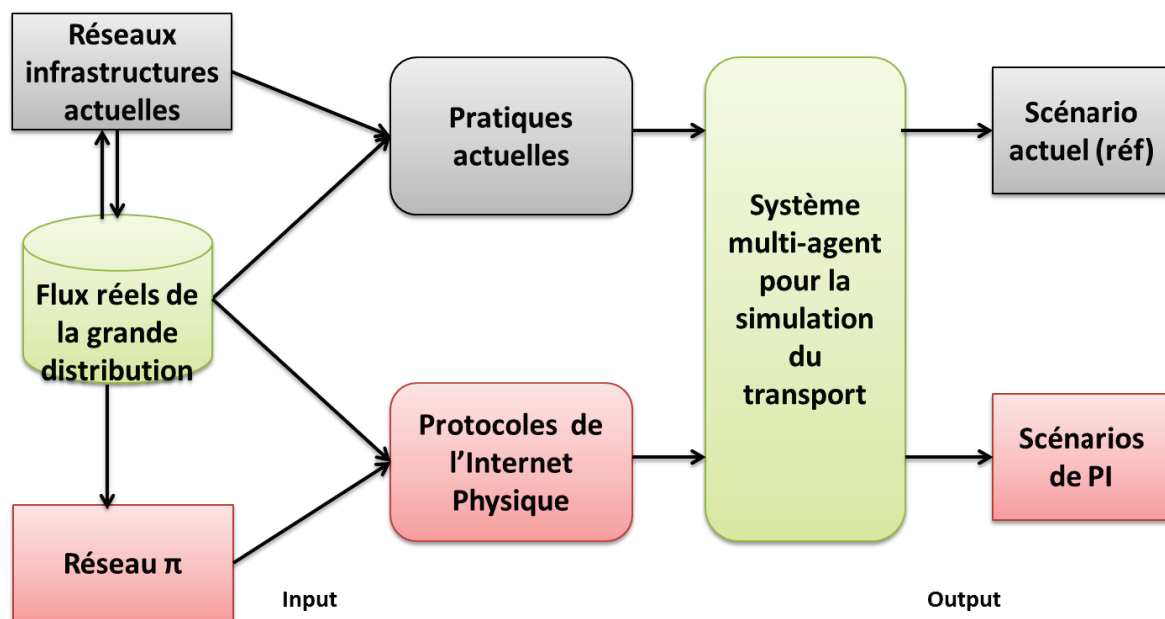 Réseaux
infrastructures
actuelles
Flux réels de
la grande
distribution
Réseau π
Pratiques
actuelles
Protocoles de
l’Internet
Physique
Système
multi-agent
pour la
simulation
du
transport
Scénario
actuel (réf)
Scénarios
de PI
Input
Output